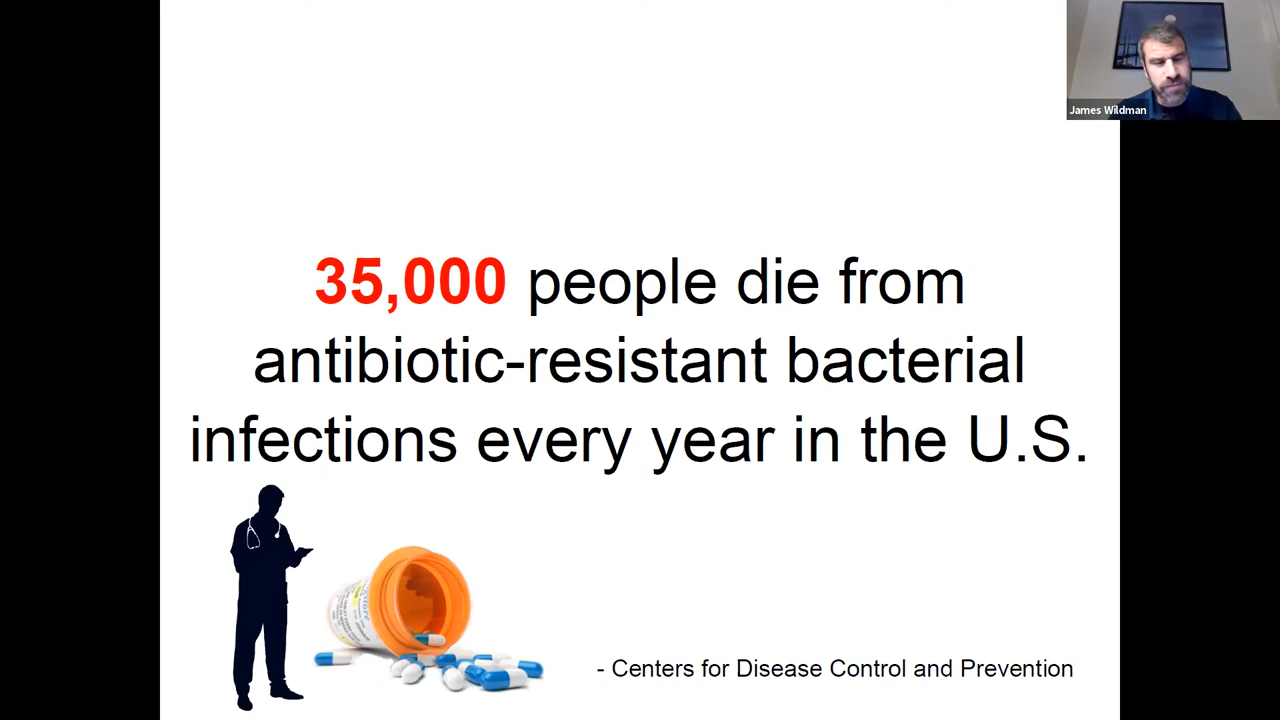 James Wildman
35,000 people die from
antibiotic-resistant bacterial
infections every year in the U.S.
- Centers for Disease Control and Prevention